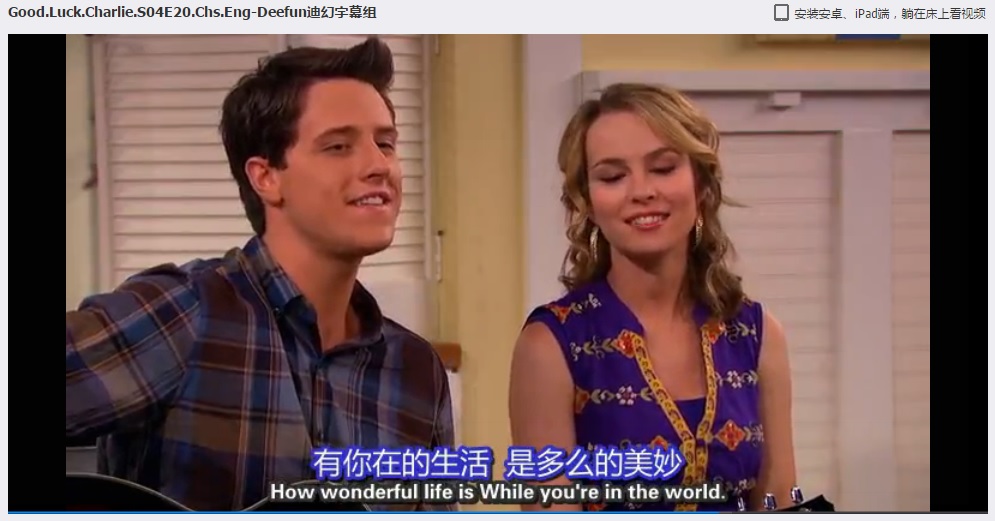 Good.Luck.Charlie.S04E20.Chs.Eng-Deefun迪幻字幕组
安装安卓、iPad端，躺在床上看视频
有你在的生活 是多么的美妙
How wonderful life is While you're in the world.